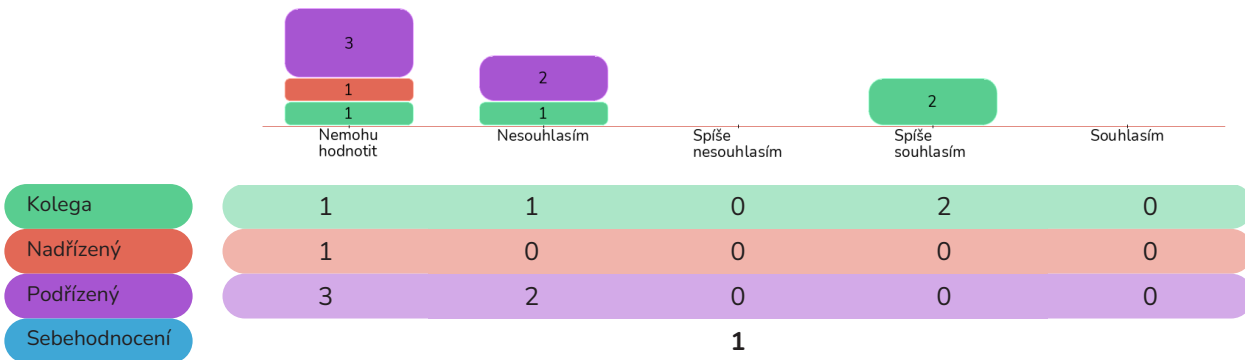 3
2
1
2
1
1
Nemohu
hodnotit
Nesouhlasím
Spíše
nesouhlasím
Spíše
souhlasím
Souhlasím
Kolega 1 1 0 2 0
Nadřízený 1 0 0 0 0
Podřízený 3 2 0 0 0
Sebehodnocení 1